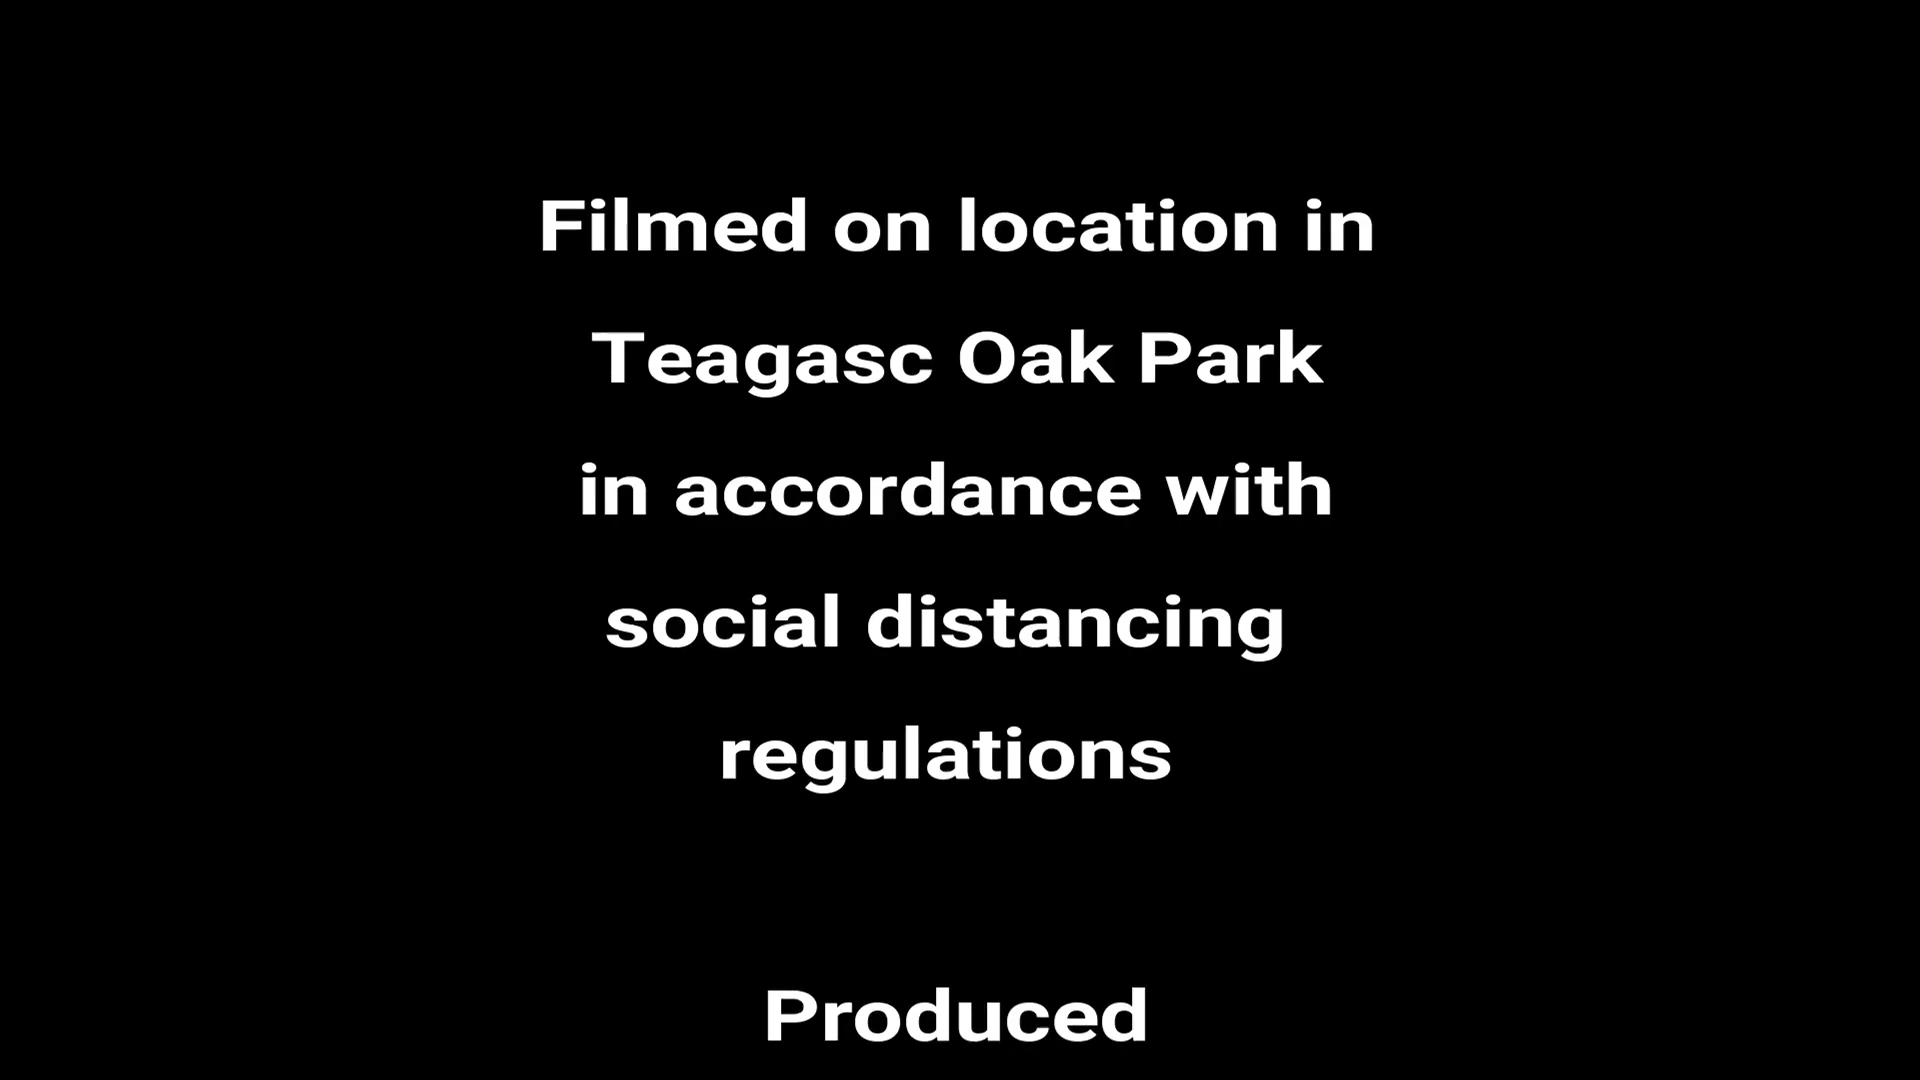 Filmed on location in
Teagasc Oak Park
in accordance with
social distancing
regulations
Produced